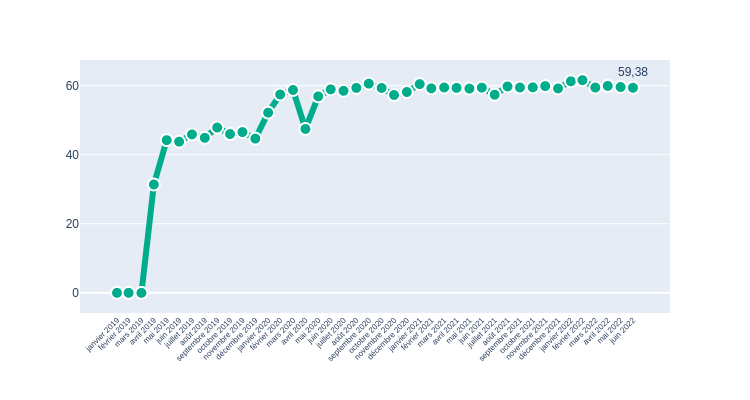 59,38
60
40
20
0
janvier 2019
février 2019
mars 2019
avril 2019
mai 2019
juin 2019
juillet 2019
août 2019
septembre 2019
octobre 2019
novembre 2019
décembre 2019
janvier 2020
février 2020
mars 2020
avril 2020
mai 2020
juin 2020
juillet 2020
août 2020
septembre 2020
octobre 2020
novembre 2020
décembre 2020
janvier 2021
février 2021
mars 2021
avril 2021
mai 2021
juin 2021
juillet 2021
août 2021
septembre 2021
octobre 2021
novembre 2021
décembre 2021
janvier 2022
février 2022
mars 2022
avril 2022
mai 2022
juin 2022